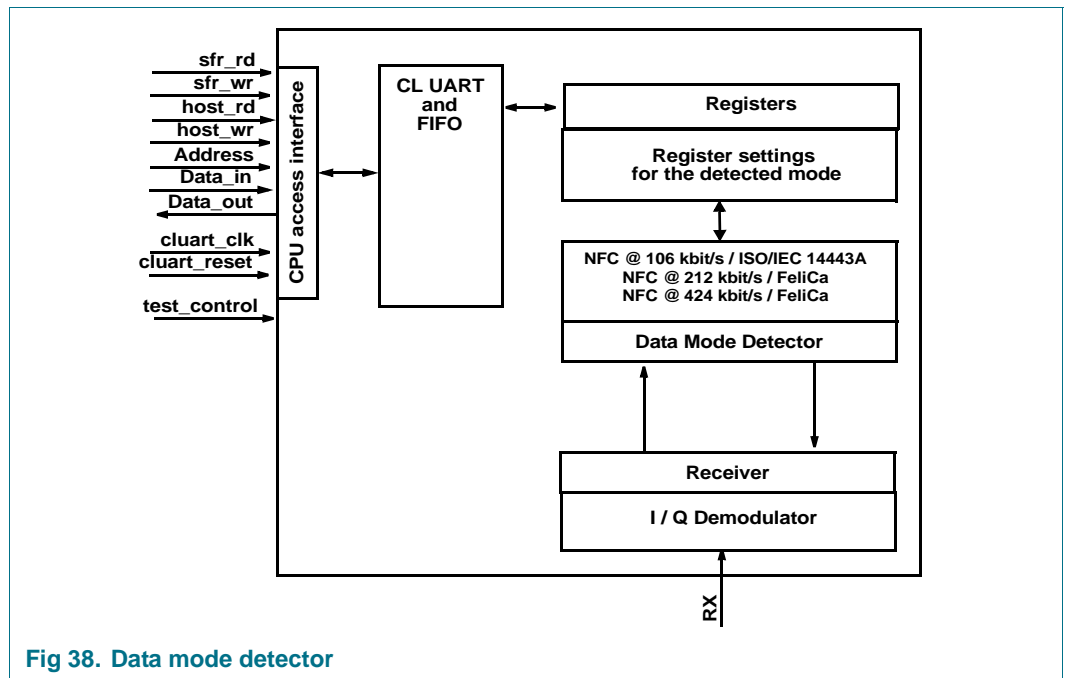 sfr_rd
sfr_wr
host_rd
host_wr
Address
Data_in
Data_out
cluart_clk
cluart_reset
test_control
CPU access interface
CL UART
and
FIFO
Registers
Register settings
for the detected mode
NFC @ 106 kbit/s / ISO/IEC 14443A
NFC @ 212 kbit/s / FeliCa
NFC @ 424 kbit/s / FeliCa
Data Mode Detector
Receiver
I / Q Demodulator
RX
Fig 38. Data mode detector